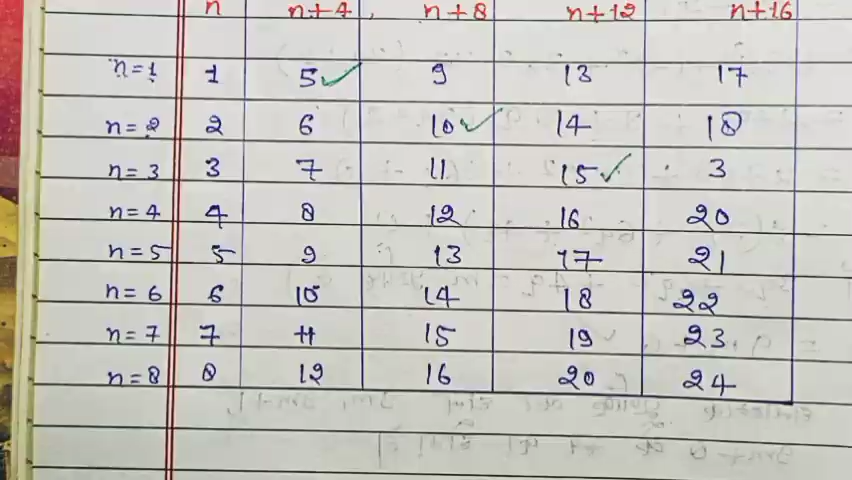 n n+4, n+8 n+12 n+16
n=1 1 5✓ 9 13 17
n=2 2 6 10✓ 14 18
n=3 3 7 11 15✓ 3
n=4 4 8 12 16 20
n=5 5 9 13 17 21
n=6 6 10 14 18 22
n=7 7 11 15 19 23
n=8 8 12 16 20 24